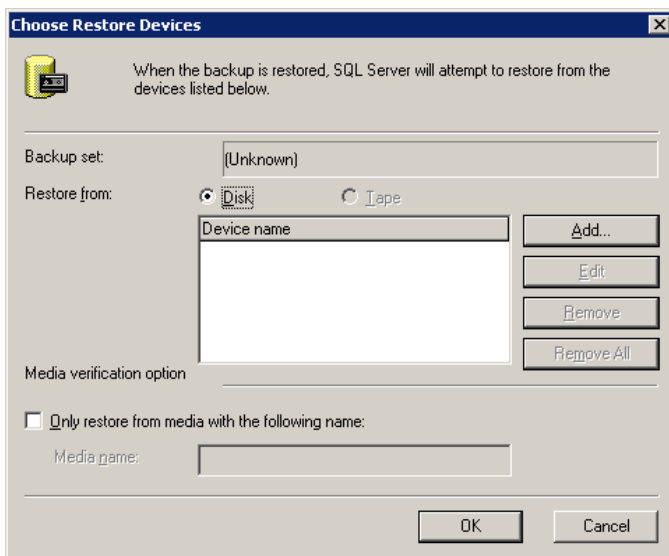 Choose Restore Devices
When the backup is restored, SQL Server will attempt to restore from the
devices listed below.
Backup set:
(Unknown)
Restore from:
Disk
Tape
Device name
Add...
Edit
Remove
Remove All
Media verification option
Only restore from media with the following name:
Media name:
OK
Cancel